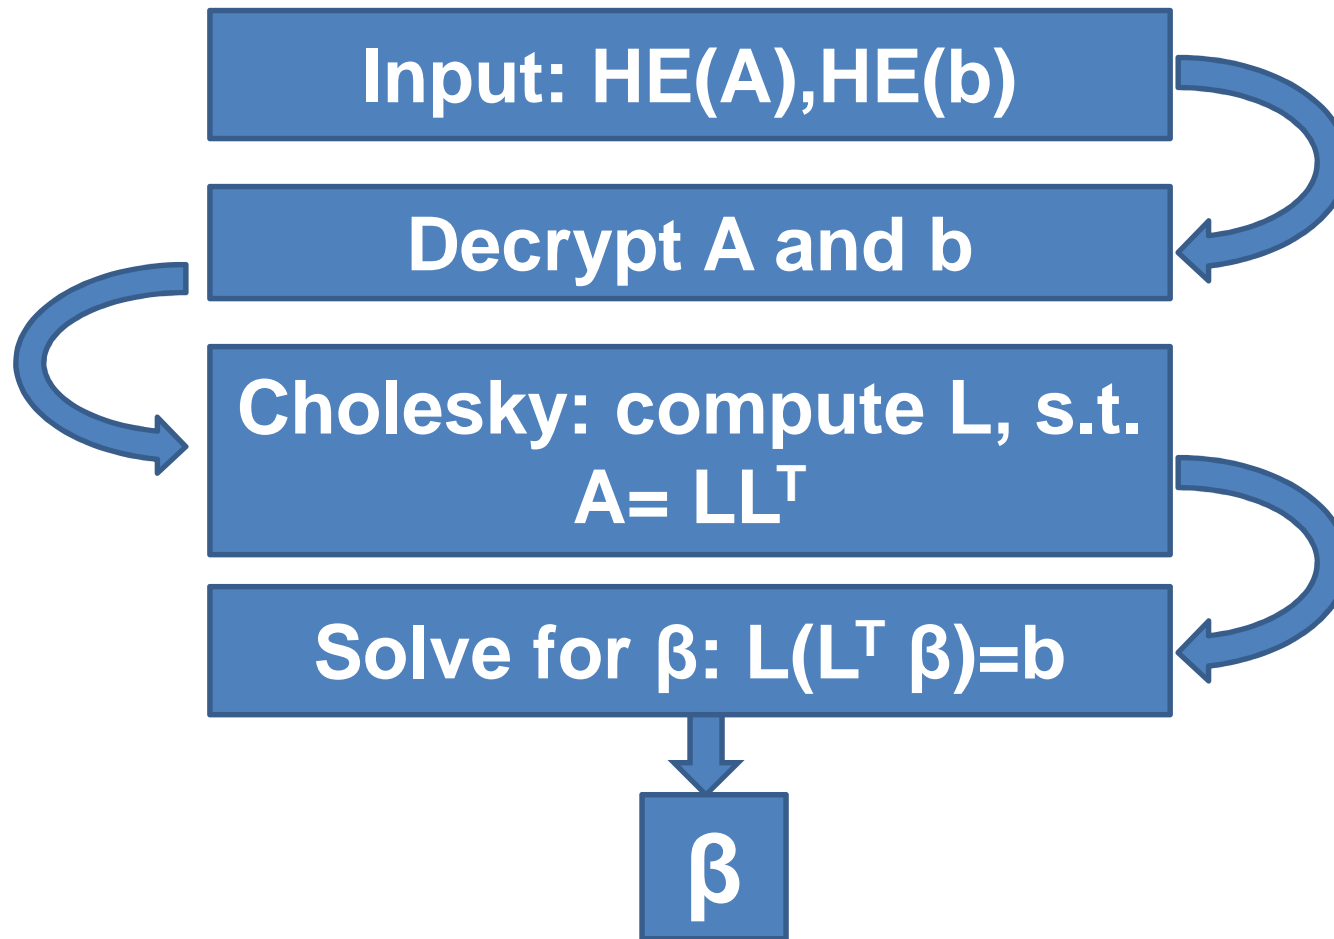 Input: HE(A),HE(b)
Decrypt A and b
Cholesky: compute L, s.t.
A= LLᵀ
Solve for β: L(Lᵀ β)=b
β